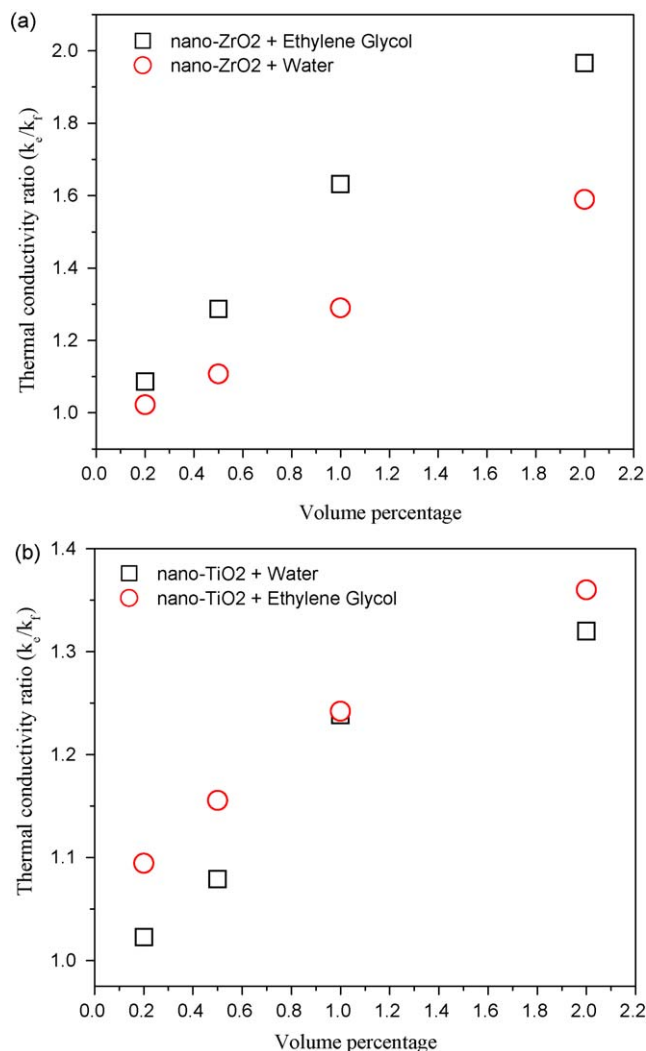 (a)
nano-ZrO2 + Ethylene Glycol
nano-ZrO2 + Water
Thermal conductivity ratio (k_e/k_f)
2.0
1.8
1.6
1.4
1.2
1.0
0.0 0.2 0.4 0.6 0.8 1.0 1.2 1.4 1.6 1.8 2.0 2.2
Volume percentage
(b)
nano-TiO2 + Water
nano-TiO2 + Ethylene Glycol
Thermal conductivity ratio (k_e/k_f)
1.4
1.3
1.2
1.1
1.0
0.0 0.2 0.4 0.6 0.8 1.0 1.2 1.4 1.6 1.8 2.0 2.2
Volume percentage